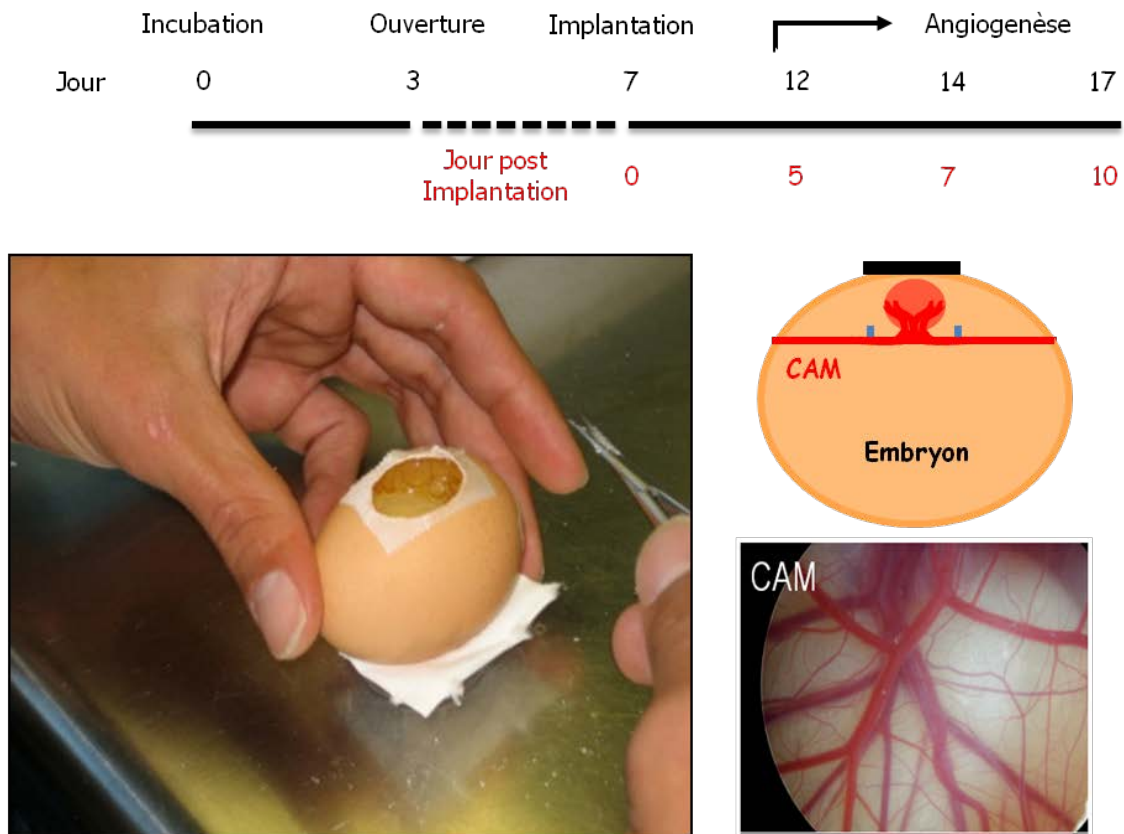 Incubation Ouverture Implantation Angiogenèse
Jour 0 3 7 12 14 17
Jour post
Implantation 0 5 7 10
CAM
Embryon
CAM